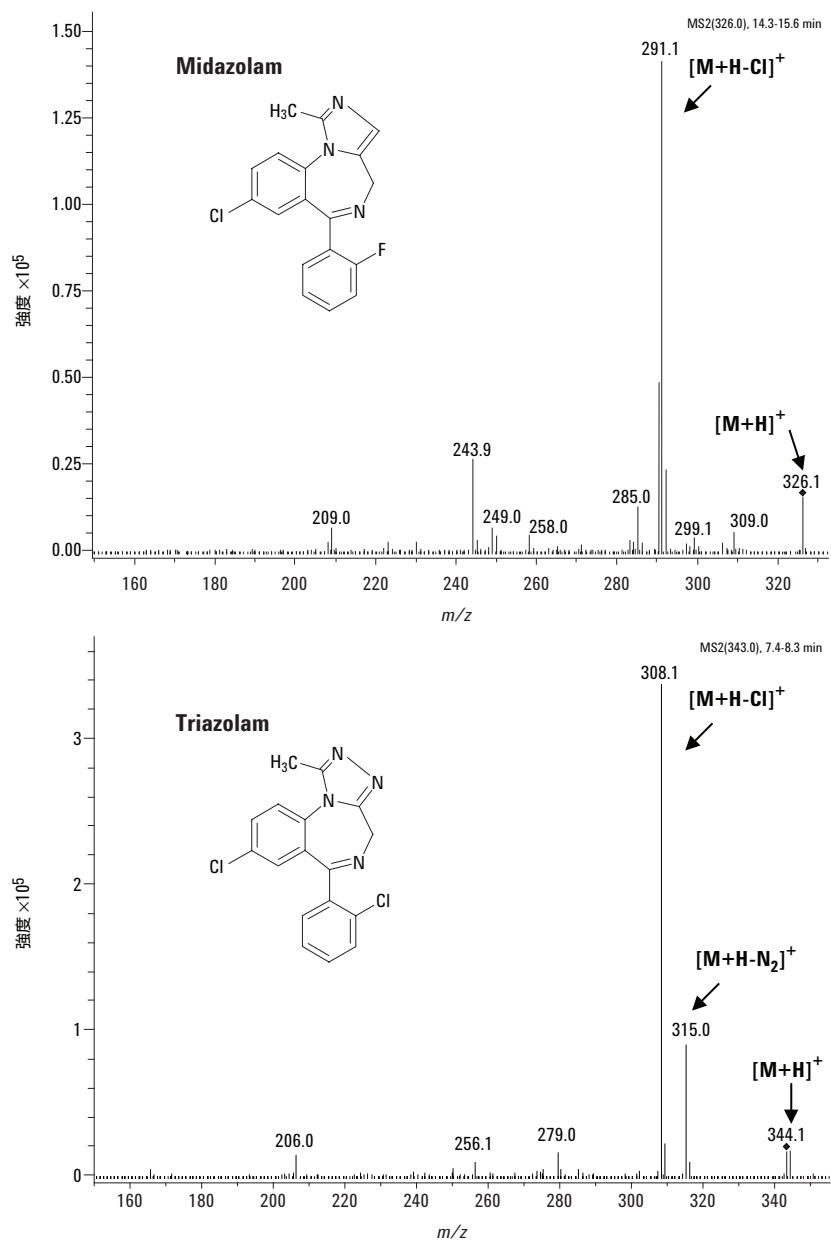 MS2(326.0), 14.3-15.6 min
1.50
1.25
1.00
0.75
0.50
0.25
0.00
強度 ×10⁵
Midazolam
H₃C
N
N
N
Cl
F
291.1
[M+H-Cl]⁺
[M+H]⁺
326.1
243.9
209.0
249.0
258.0
285.0
299.1
309.0
160 180 200 220 240 260 280 300 320
m/z
MS2(343.0), 7.4-8.3 min
3
2
1
0
強度 ×10⁵
Triazolam
H₃C
N
N
N
N
Cl
Cl
308.1
[M+H-Cl]⁺
[M+H-N₂]⁺
315.0
[M+H]⁺
344.1
206.0
256.1
279.0
160 180 200 220 240 260 280 300 320 340
m/z